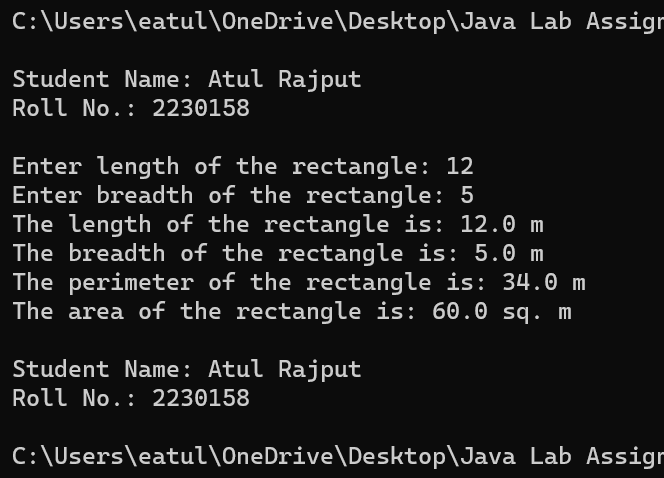 C:\Users\eatul\OneDrive\Desktop\Java Lab Assign
Student Name: Atul Rajput
Roll No.: 2230158
Enter length of the rectangle: 12
Enter breadth of the rectangle: 5
The length of the rectangle is: 12.0 m
The breadth of the rectangle is: 5.0 m
The perimeter of the rectangle is: 34.0 m
The area of the rectangle is: 60.0 sq. m
Student Name: Atul Rajput
Roll No.: 2230158
C:\Users\eatul\OneDrive\Desktop\Java Lab Assign